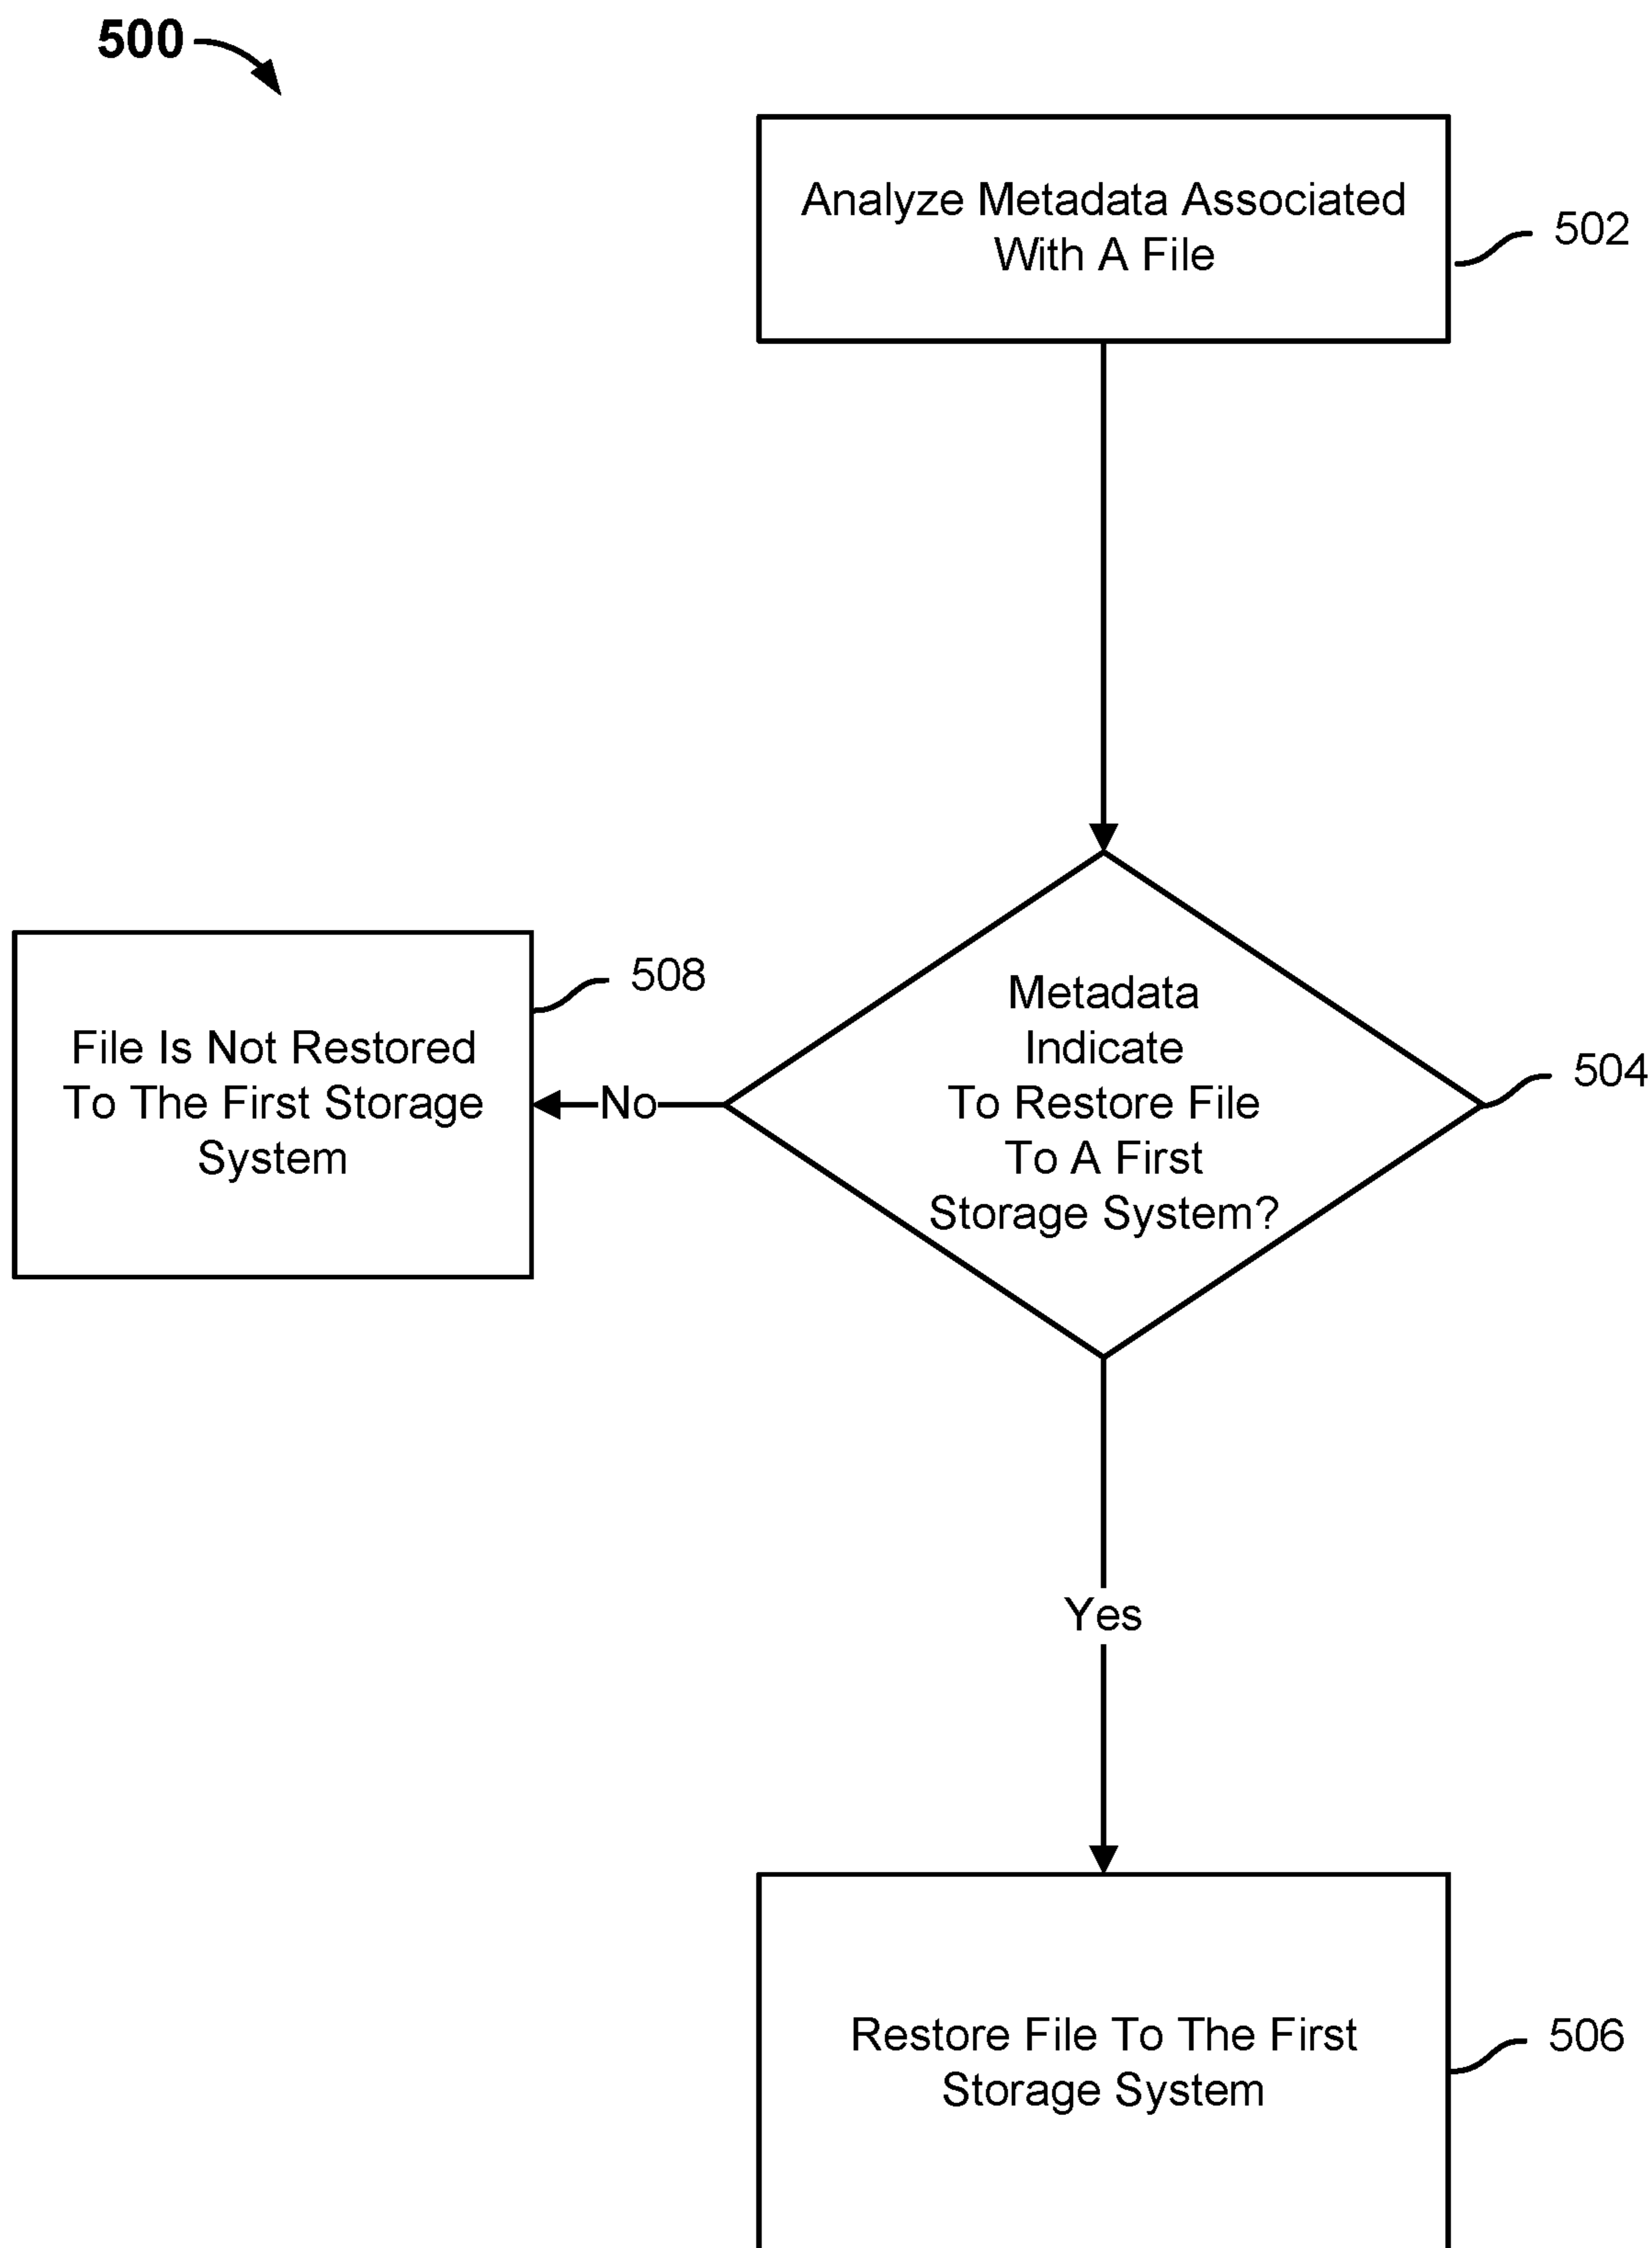 500
Analyze Metadata Associated
With A File
502
Metadata
Indicate
To Restore File
To A First
Storage System?
504
No
508
File Is Not Restored
To The First Storage
System
Yes
Restore File To The First
Storage System
506